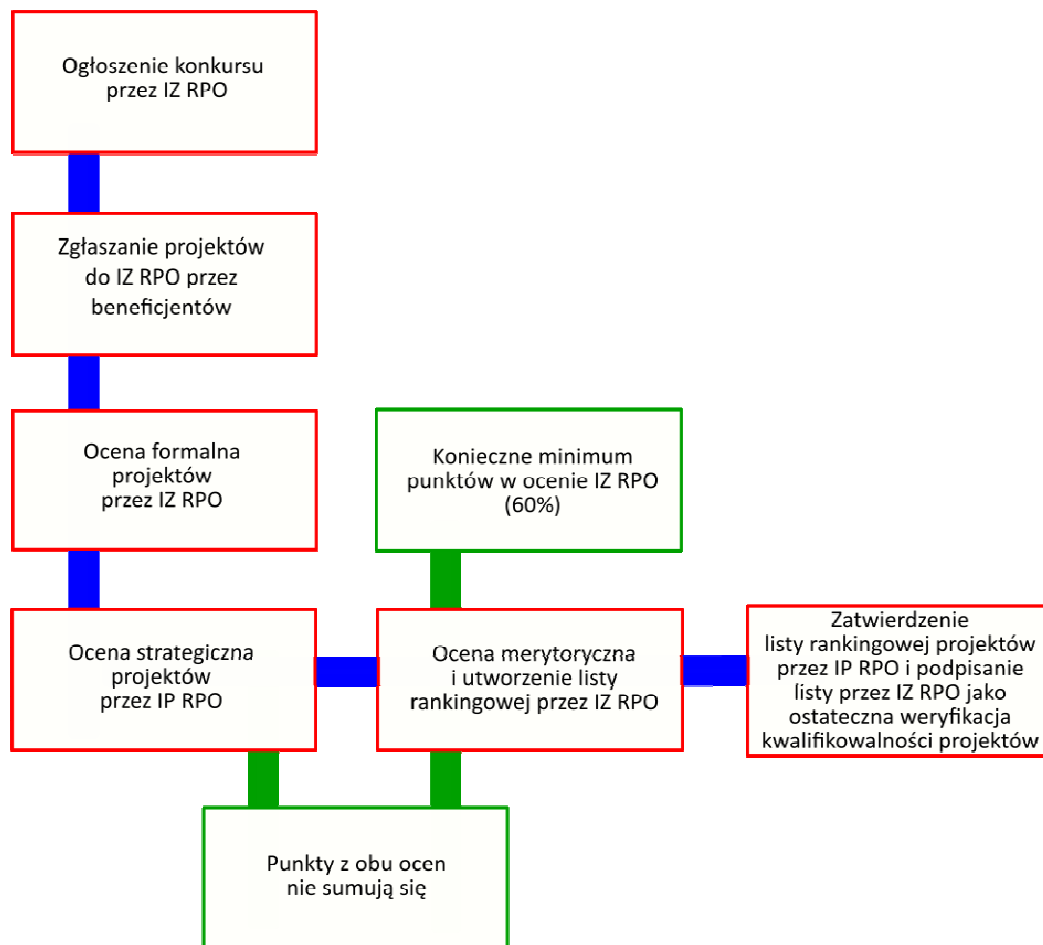 Ogłoszenie konkursu
przez IZ RPO
Zgłaszanie projektów
do IZ RPO przez
beneficjentów
Ocena formalna
projektów
przez IZ RPO
Konieczne minimum
punktów w ocenie IZ RPO
(60%)
Ocena strategiczna
projektów
przez IP RPO
Ocena merytoryczna
i utworzenie listy
rankingowej przez IZ RPO
Zatwierdzenie
listy rankingowej projektów
przez IP RPO i podpisanie
listy przez IZ RPO jako
ostateczna weryfikacja
kwalifikowalności projektów
Punkty z obu ocen
nie sumują się